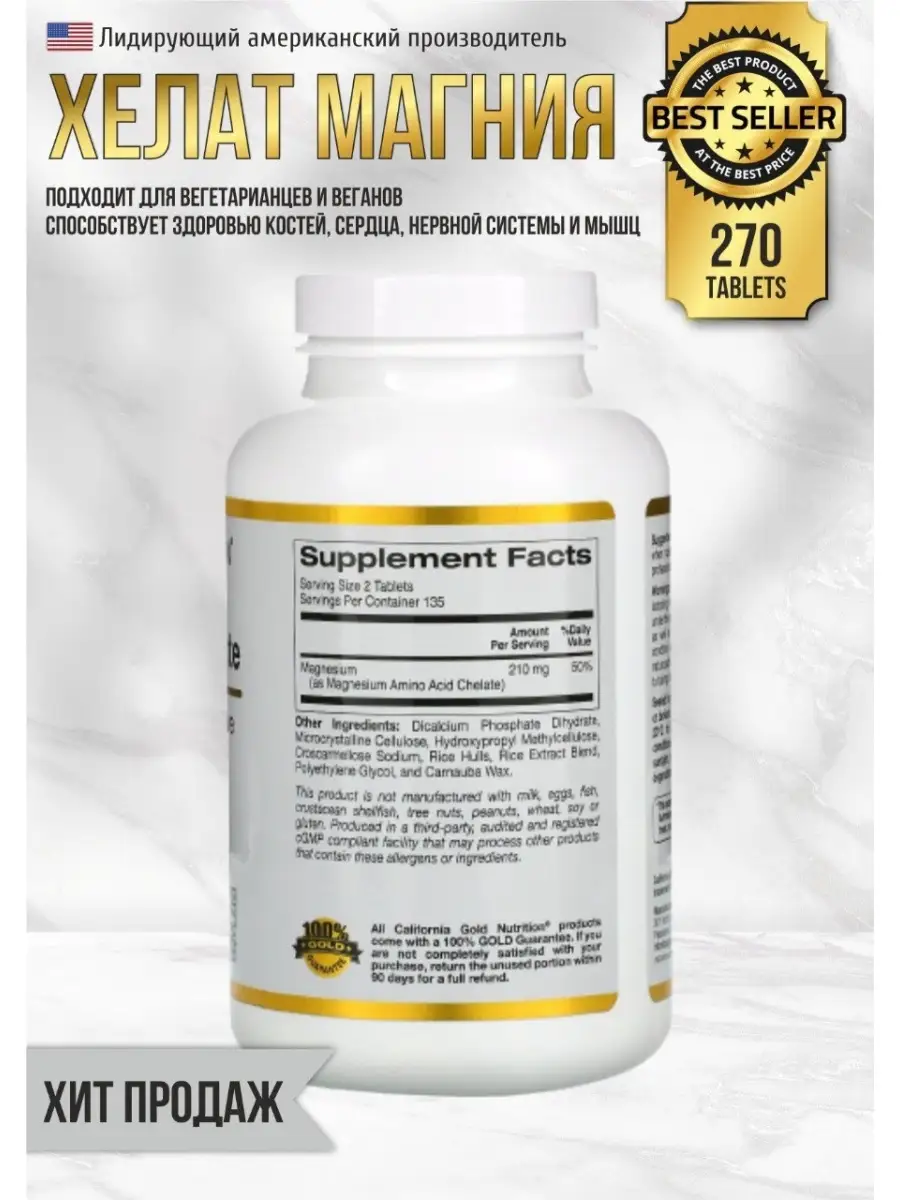 Лидирующий американский производитель
ХЕЛАТ МАГНИЯ
ПОДХОДИТ ДЛЯ ВЕГЕТАРИАНЦЕВ И ВЕГАНОВ
СПОСОБСТВУЕТ ЗДОРОВЬЮ КОСТЕЙ, СЕРДЦА, НЕРВНОЙ СИСТЕМЫ И МЫШЦ
THE BEST PRODUCT
BEST SELLER
AT THE BEST PRICE
270
TABLETS
Supplement Facts
Serving Size 2 Tablets
Servings Per Container 135
Amount %Daily
Per Serving Value
Magnesium 210 mg 50%
(as Magnesium Amino Acid Chelate)
Other Ingredients: Dicalcium Phosphate Dihydrate,
Microcrystalline Cellulose, Hydroxypropyl Methylcellulose,
Croscarmellose Sodium, Rice Hulls, Rice Extract Blend,
Polyethylene Glycol, and Carnauba Wax.
This product is not manufactured with milk, eggs, fish,
crustacean shellfish, tree nuts, peanuts, wheat, soy or
gluten. Produced in a third-party, audited and registered
cGMP compliant facility that may process other products
that contain these allergens or ingredients.
100%
GOLD
GUARANTEE
All California Gold Nutrition® products
come with a 100% GOLD Guarantee. If you
are not completely satisfied with your
purchase, return the unused portion within
90 days for a full refund.
ХИТ ПРОДАЖ